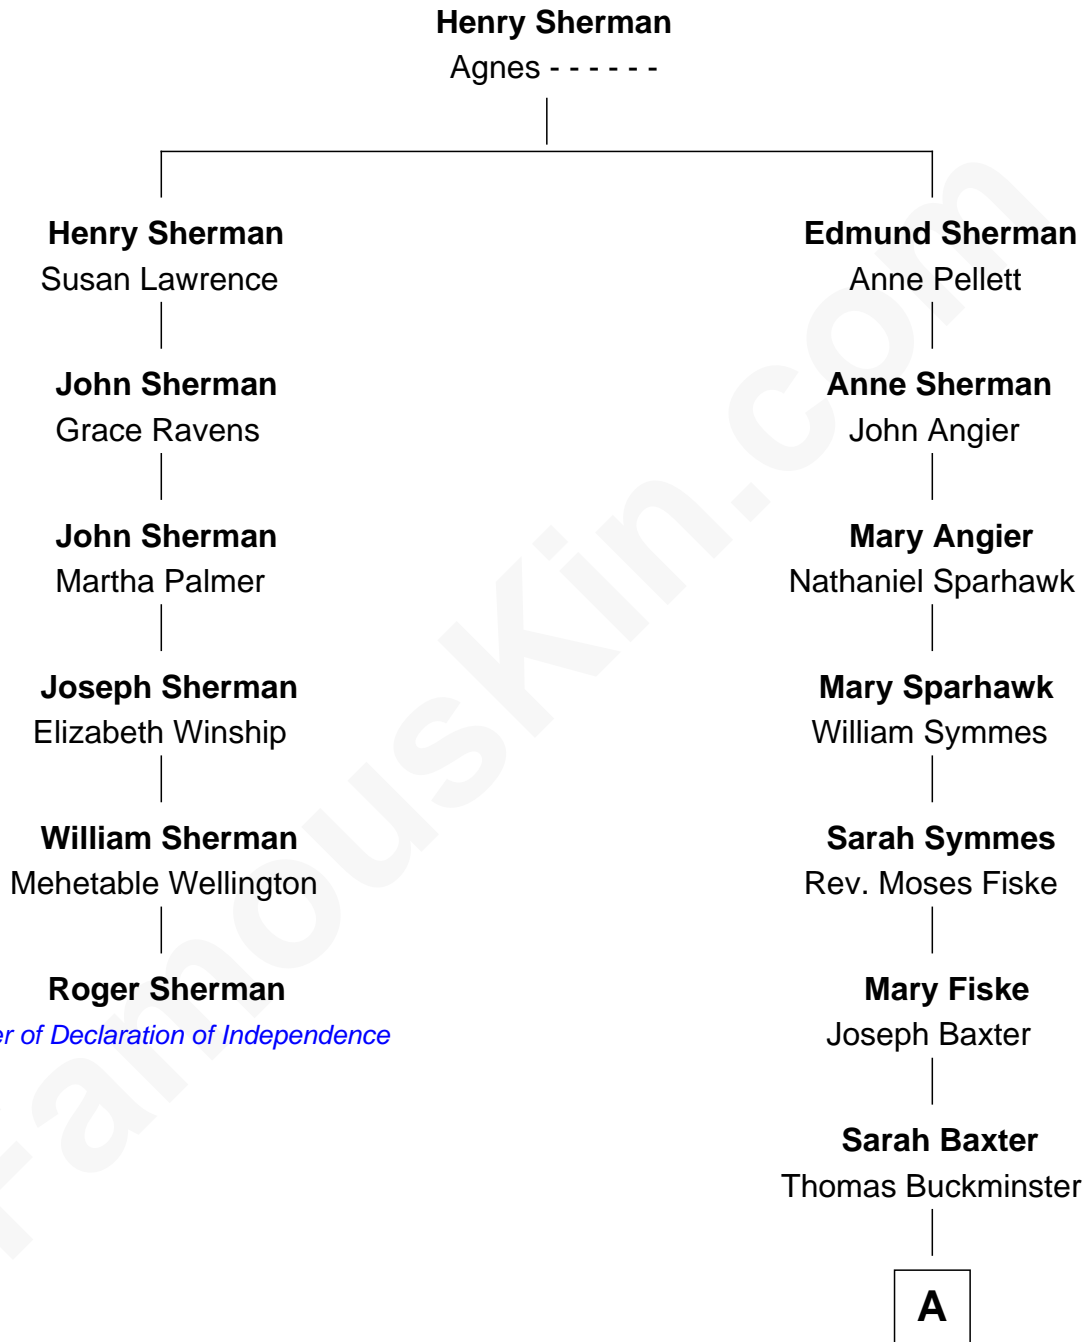 Henry Sherman
Agnes - - - - - -
Henry Sherman
Susan Lawrence
John Sherman
Grace Ravens
John Sherman
Martha Palmer
Joseph Sherman
Elizabeth Winship
William Sherman
Mehetable Wellington
Roger Sherman
er of Declaration of Independence
Edmund Sherman
Anne Pellett
Anne Sherman
John Angier
Mary Angier
Nathaniel Sparhawk
Mary Sparhawk
William Symmes
Sarah Symmes
Rev. Moses Fiske
Mary Fiske
Joseph Baxter
Sarah Baxter
Thomas Buckminster
A
FamousKin.com